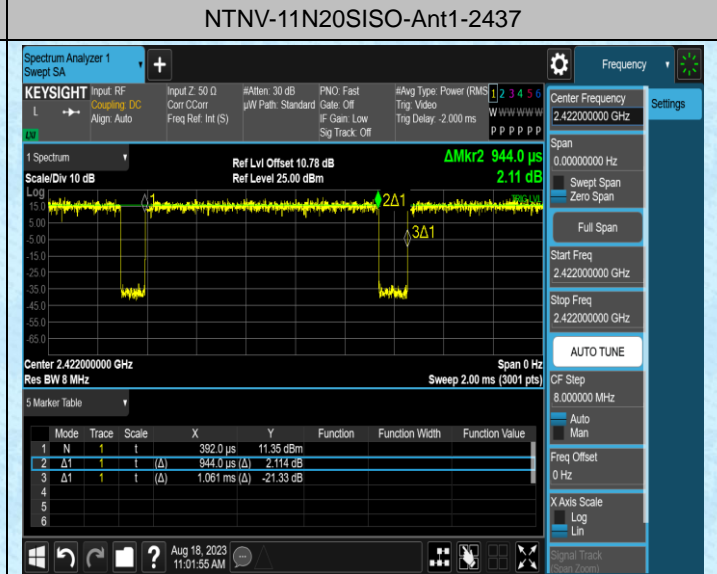 NTNV-11N20SISO-Ant1-2437
Spectrum Analyzer 1
Swept SA
Frequency
KEYSIGHT
L
LXI
Input: RF
Coupling: DC
Align: Auto
Input Z: 50 Ω
Corr CCorr
Freq Ref: Int (S)
#Atten: 30 dB
µW Path: Standard
PNO: Fast
Gate: Off
IF Gain: Low
Sig Track: Off
#Avg Type: Power (RMS
Trig: Video
Trig Delay: -2.000 ms
1 2 3 4 5 6
W W W W W W
P P P P P P
Center Frequency
2.422000000 GHz
Settings
Span
0.00000000 Hz
Swept Span
Zero Span
Full Span
Start Freq
2.422000000 GHz
Stop Freq
2.422000000 GHz
AUTO TUNE
CF Step
8.000000 MHz
Auto
Man
Freq Offset
0 Hz
X Axis Scale
Log
Lin
Signal Track
(Span Zoom)
1 Spectrum
Scale/Div 10 dB
Ref Lvl Offset 10.78 dB
Ref Level 25.00 dBm
ΔMkr2 944.0 µs
2.11 dB
Log
15.0
5.00
-5.00
-15.0
-25.0
-35.0
-45.0
-55.0
-65.0
1
2Δ1
3Δ1
TRIG LVL
Center 2.422000000 GHz
Res BW 8 MHz
Span 0 Hz
Sweep 2.00 ms (3001 pts)
5 Marker Table
Mode Trace Scale X Y Function Function Width Function Value
1 N 1 t 392.0 µs 11.35 dBm
2 Δ1 1 t (Δ) 944.0 µs (Δ) 2.114 dB
3 Δ1 1 t (Δ) 1.061 ms (Δ) -21.33 dB
4
5
6
?
Aug 18, 2023
11:01:55 AM